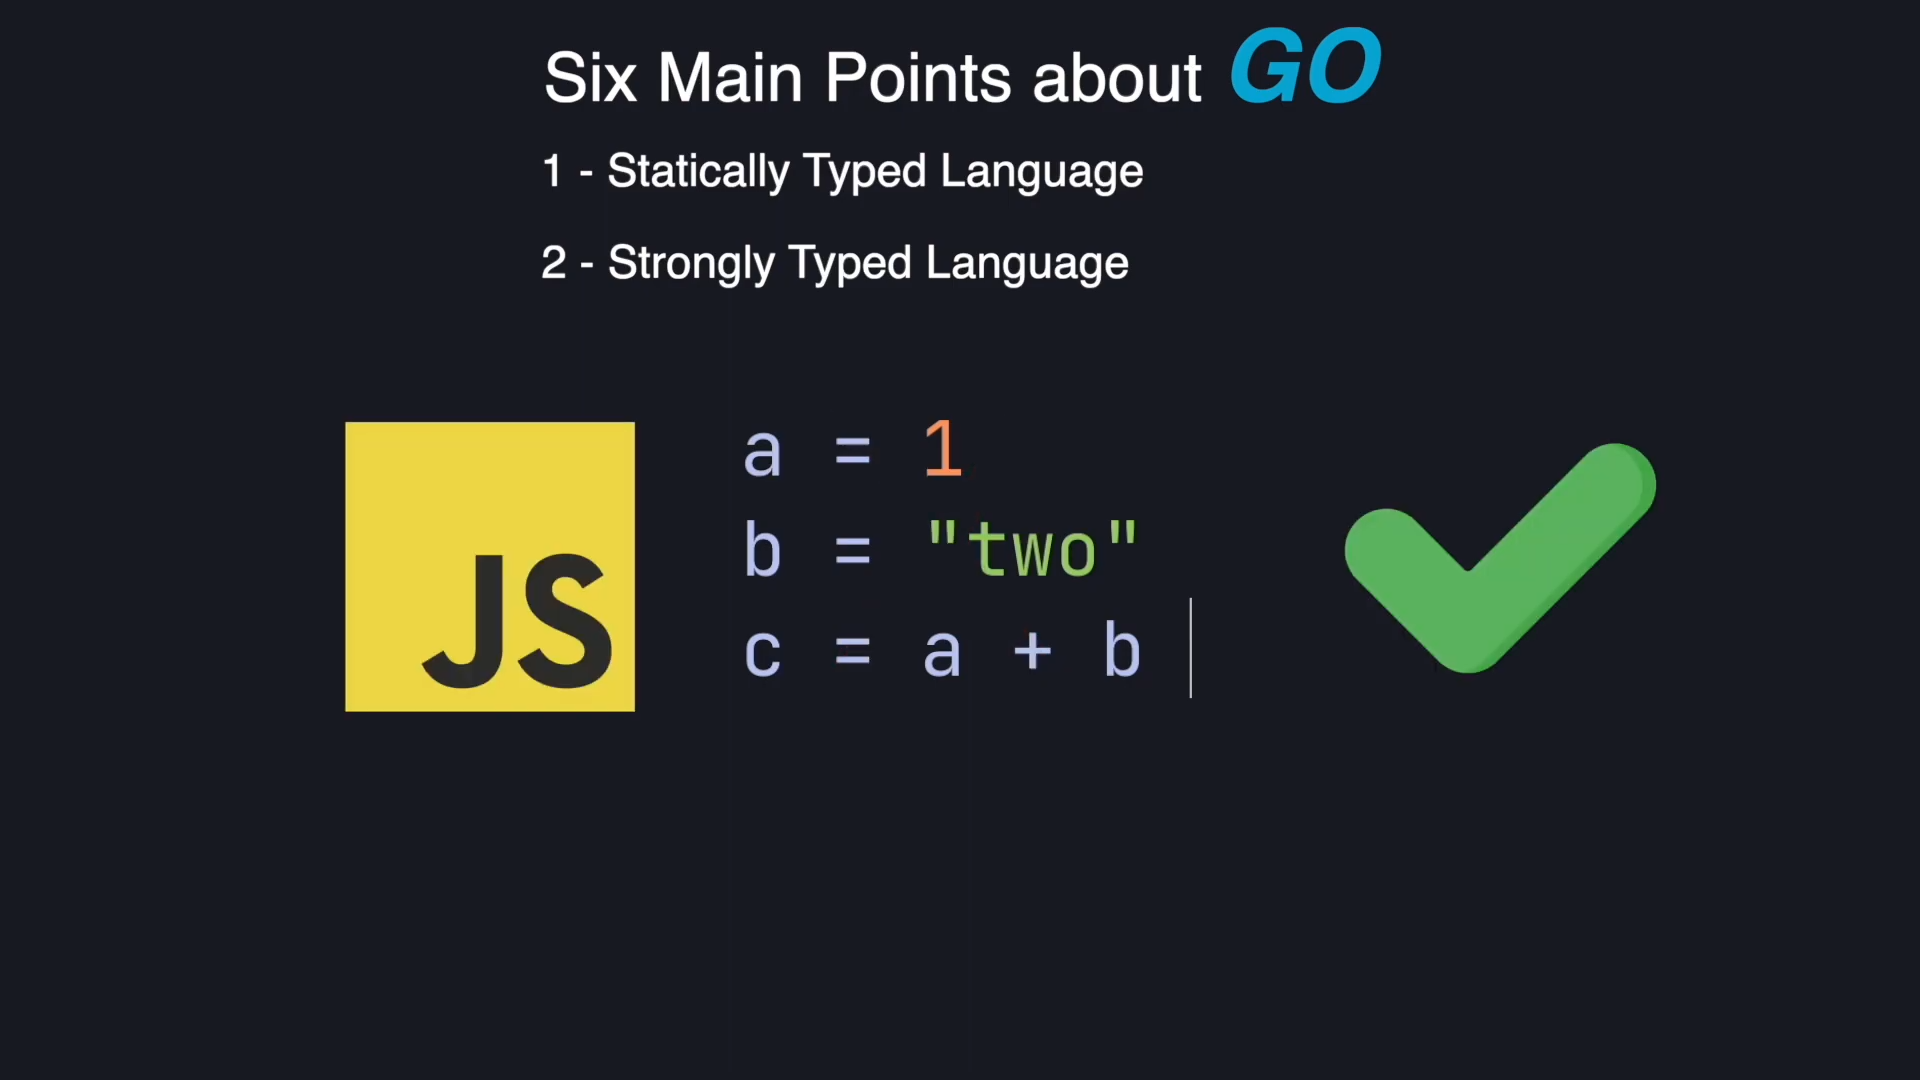 Six Main Points about GO
1 - Statically Typed Language
2 - Strongly Typed Language
JS
a = 1
b = "two"
c = a + b